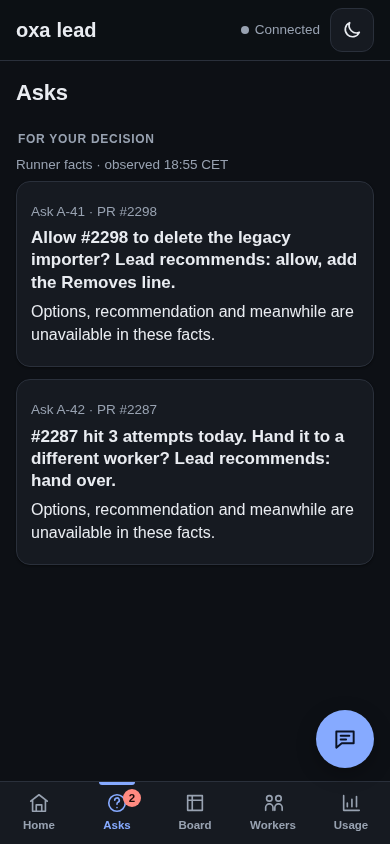 oxa lead
Connected
Asks
FOR YOUR DECISION
Runner facts · observed 18:55 CET
Ask A-41 · PR #2298
Allow #2298 to delete the legacy
importer? Lead recommends: allow, add
the Removes line.
Options, recommendation and meanwhile are
unavailable in these facts.
Ask A-42 · PR #2287
#2287 hit 3 attempts today. Hand it to a
different worker? Lead recommends:
hand over.
Options, recommendation and meanwhile are
unavailable in these facts.
2
Home
Asks
Board
Workers
Usage